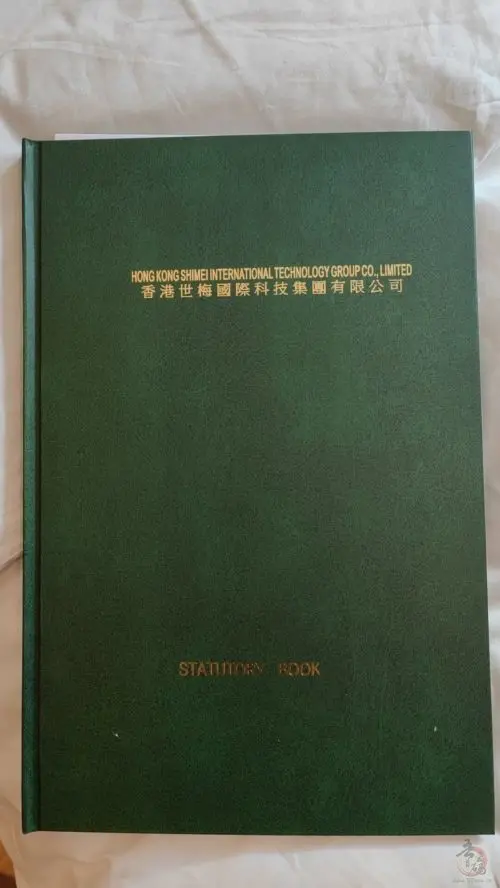 HONG KONG SHIMEI INTERNATIONAL TECHNOLOGY GROUP CO., LIMITED
香港世梅國際科技集團有限公司
STATUTORY BOOK